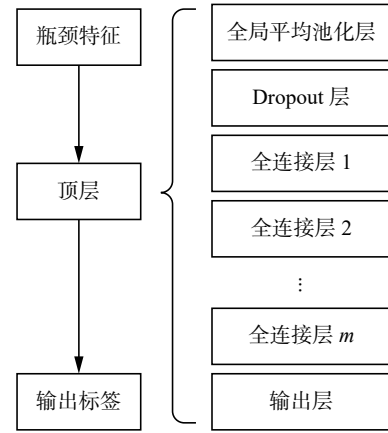 瓶颈特征
顶层
输出标签
全局平均池化层
Dropout 层
全连接层 1
全连接层 2
⋮
全连接层 m
输出层